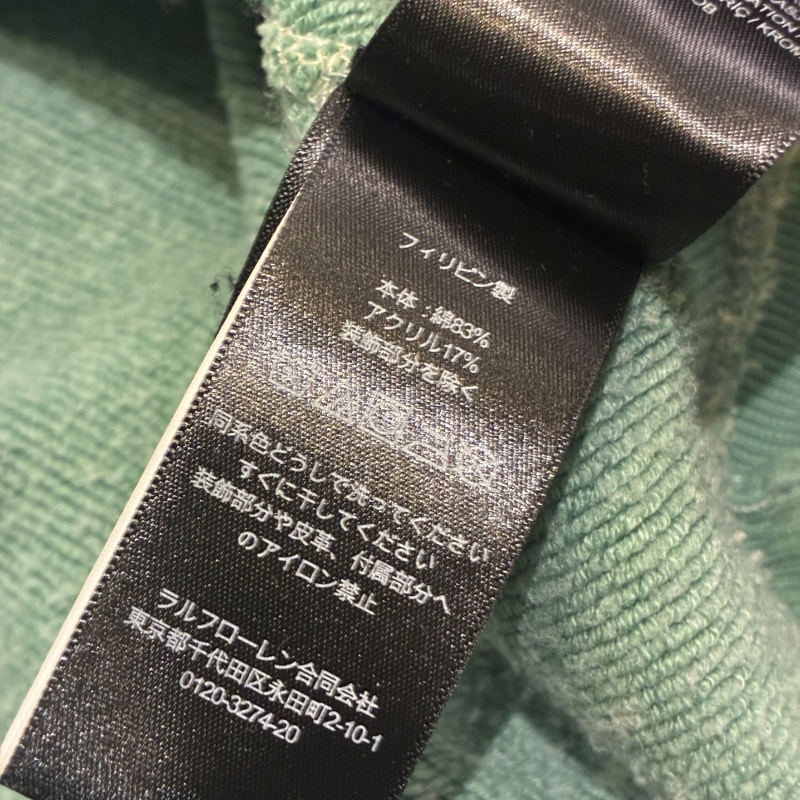 RIÇ / KROM
フィリピン製
本体：綿83%
アクリル17%
装飾部分を除く
同系色どうしで洗ってください
すぐに干してください
装飾部分や皮革、付属部分へ
のアイロン禁止
ラルフローレン合同会社
東京都千代田区永田町2-10-1
0120-3274-20